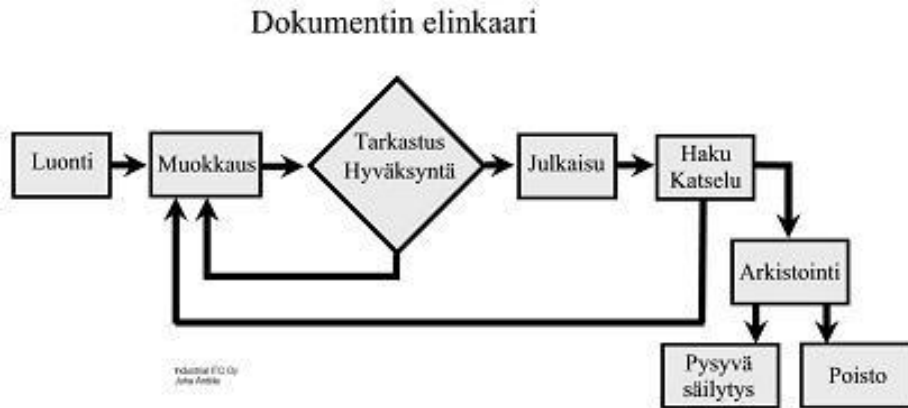 Dokumentin elinkaari
Luonti
Muokkaus
Tarkastus
Hyväksyntä
Julkaisu
Haku
Katselu
Arkistointi
Pysyvä
säilytys
Poisto